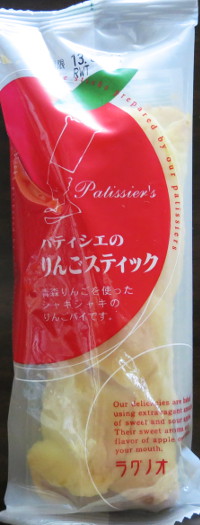 限 13.
prepared by our patissiers
Patissier's
パティシエの
りんごスティック
青森りんごを使った
シャキシャキの
りんごパイです。
Our delicacies are
using extravagant
of sweet and sour
Their sweet
flavor of apple
your mouth.
ラグノオ